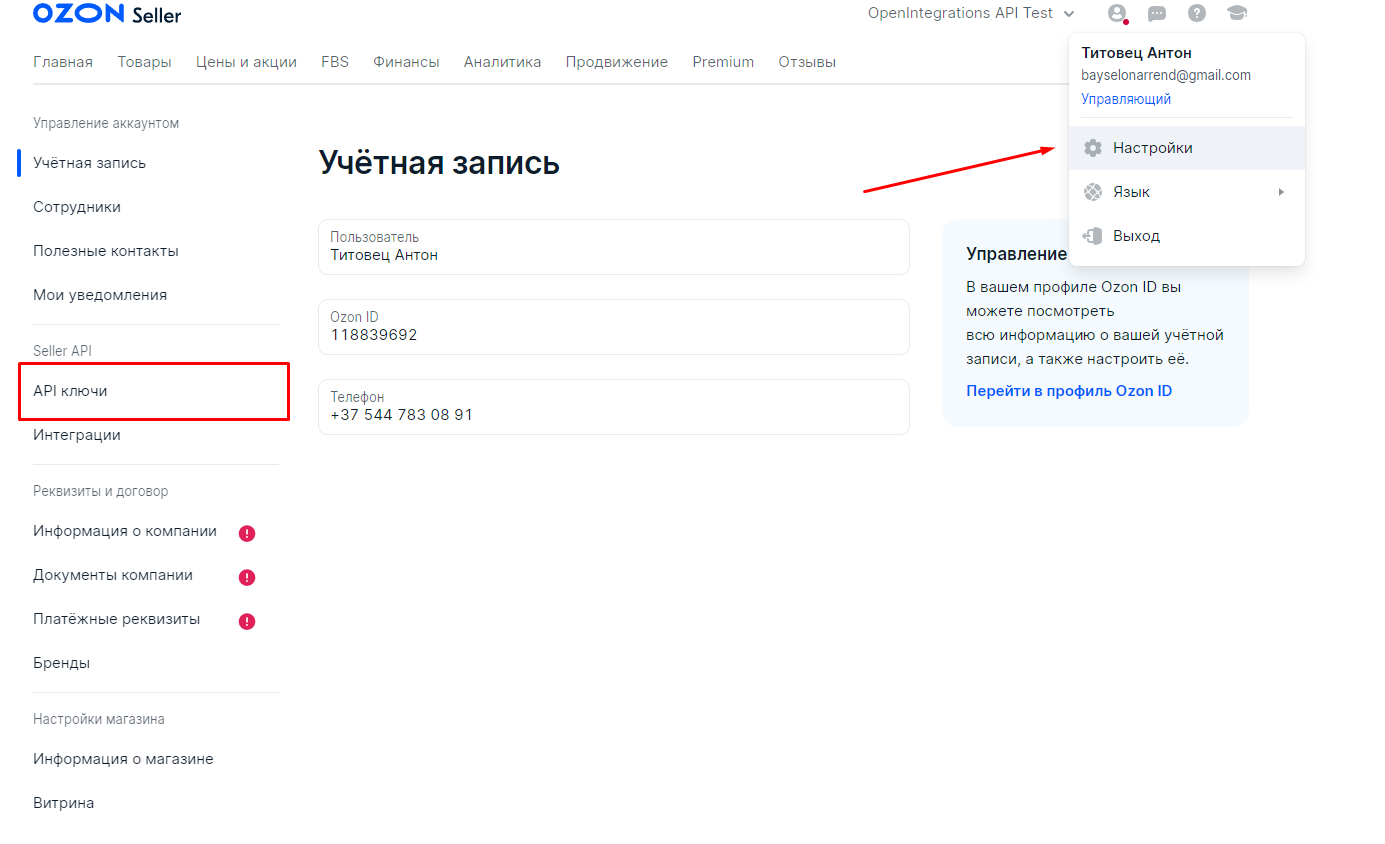 OZON Seller
OpenIntegrations API Test
Главная Товары Цены и акции FBS Финансы Аналитика Продвижение Premium Отзывы
Титовец Антон
bayselonarrend@gmail.com
Управляющий
Настройки
Язык
Выход
Управление аккаунтом
Учётная запись
Сотрудники
Полезные контакты
Мои уведомления
Seller API
API ключи
Интеграции
Реквизиты и договор
Информация о компании
Документы компании
Платёжные реквизиты
Бренды
Настройки магазина
Информация о магазине
Витрина
Учётная запись
Пользователь
Титовец Антон
Ozon ID
118839692
Телефон
+37 544 783 08 91
Управление
В вашем профиле Ozon ID вы
можете посмотреть
всю информацию о вашей учётной
записи, а также настроить её.
Перейти в профиль Ozon ID